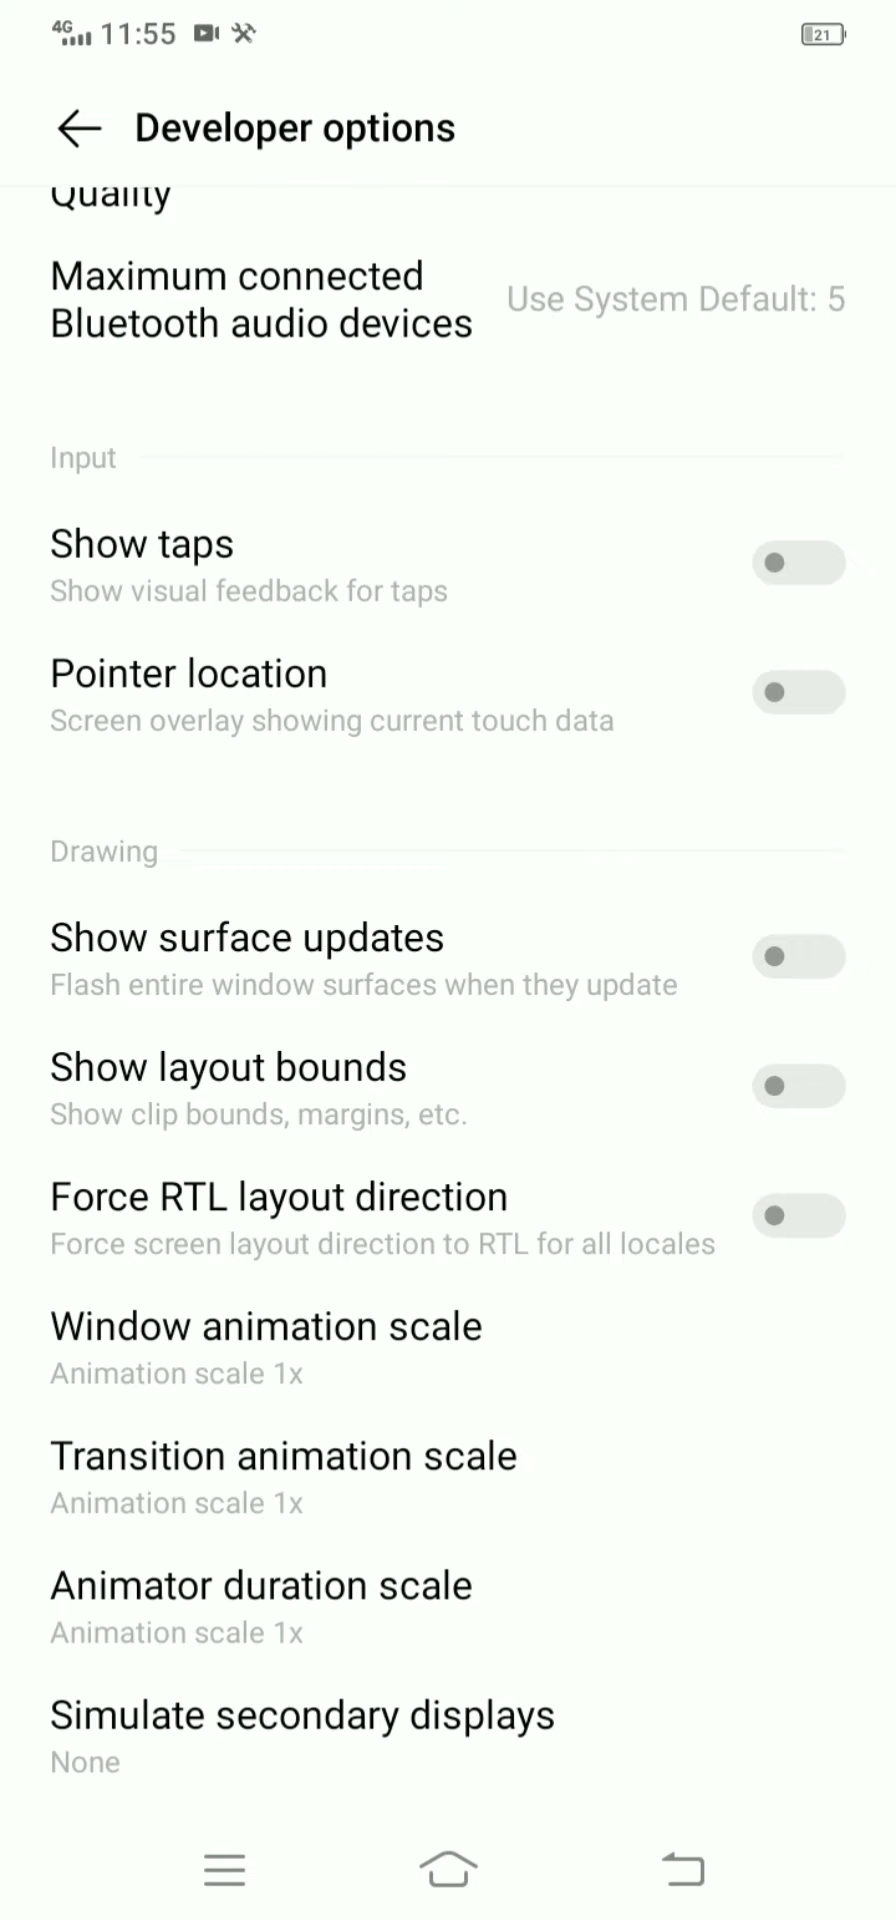 4G 11:55 21
Developer options
Quality
Maximum connected
Bluetooth audio devices
Use System Default: 5
Input
Show taps
Show visual feedback for taps
Pointer location
Screen overlay showing current touch data
Drawing
Show surface updates
Flash entire window surfaces when they update
Show layout bounds
Show clip bounds, margins, etc.
Force RTL layout direction
Force screen layout direction to RTL for all locales
Window animation scale
Animation scale 1x
Transition animation scale
Animation scale 1x
Animator duration scale
Animation scale 1x
Simulate secondary displays
None